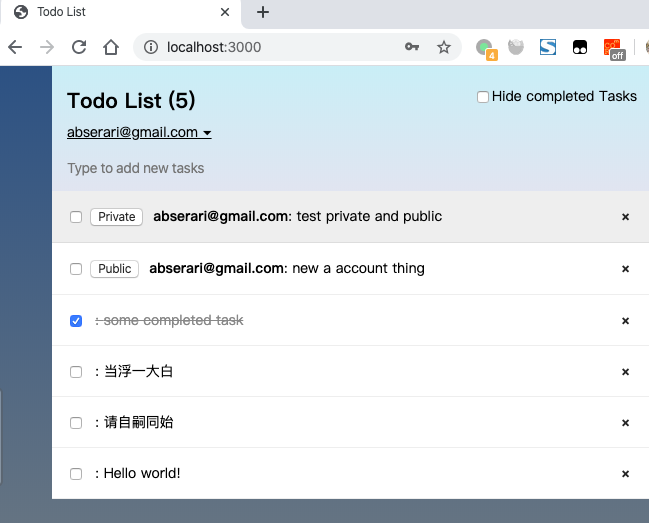 Todo List
localhost:3000
4
off
Todo List (5)
Hide completed Tasks
abserari@gmail.com
Type to add new tasks
Private abserari@gmail.com: test private and public ×
Public abserari@gmail.com: new a account thing ×
: some completed task ×
: 当浮一大白 ×
: 请自嗣同始 ×
: Hello world! ×